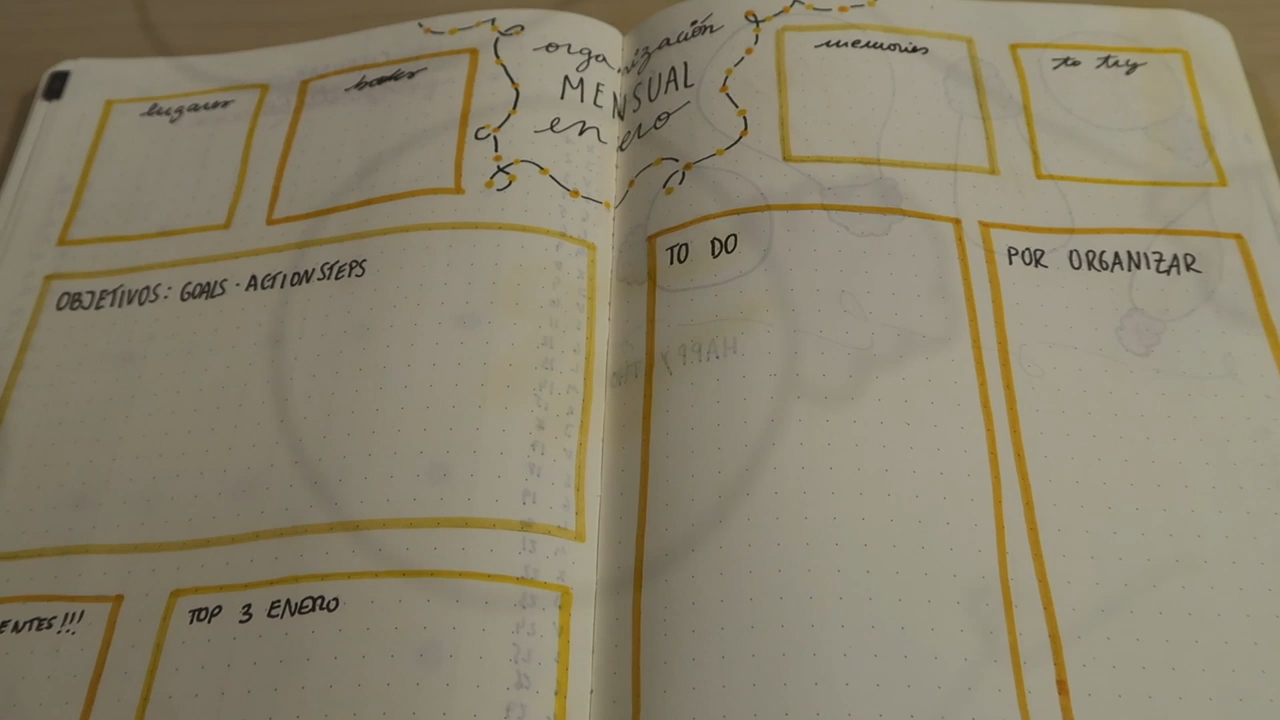 organización
MENSUAL
enero
lugares
books
memories
to try
OBJETIVOS: GOALS · ACTION STEPS
TO DO
POR ORGANIZAR
HAPPY
ENTES!!!
TOP 3 ENERO